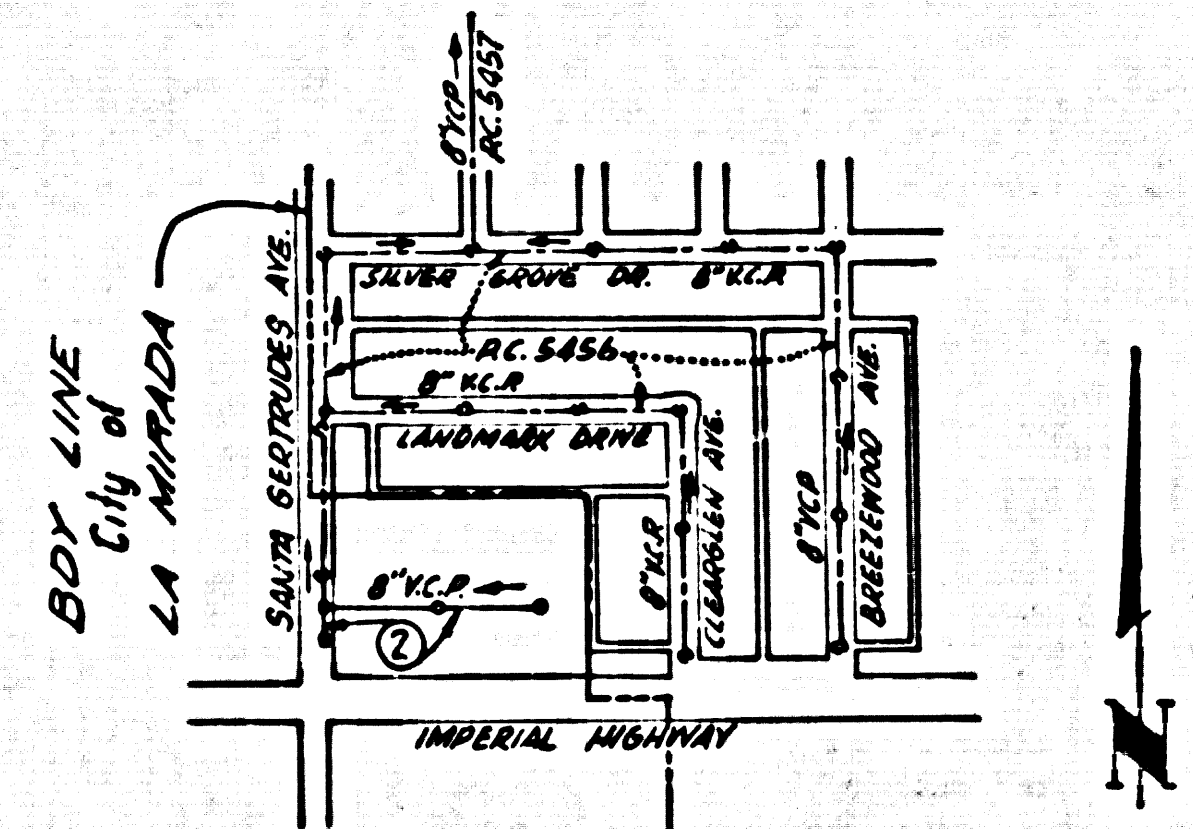 8" VCP
P.C. 5457
BDY LINE
City of
LA MIRADA
SANTA GERTRUDES AVE.
SILVER GROVE DR. 8" V.C.P.
P.C. 5456
8" V.C.P.
LANDMARK DRIVE
CLEARGLEN AVE.
8" V.C.P.
8" VCP
BREEZEWOOD AVE.
8" V.C.P.
2
IMPERIAL HIGHWAY
N